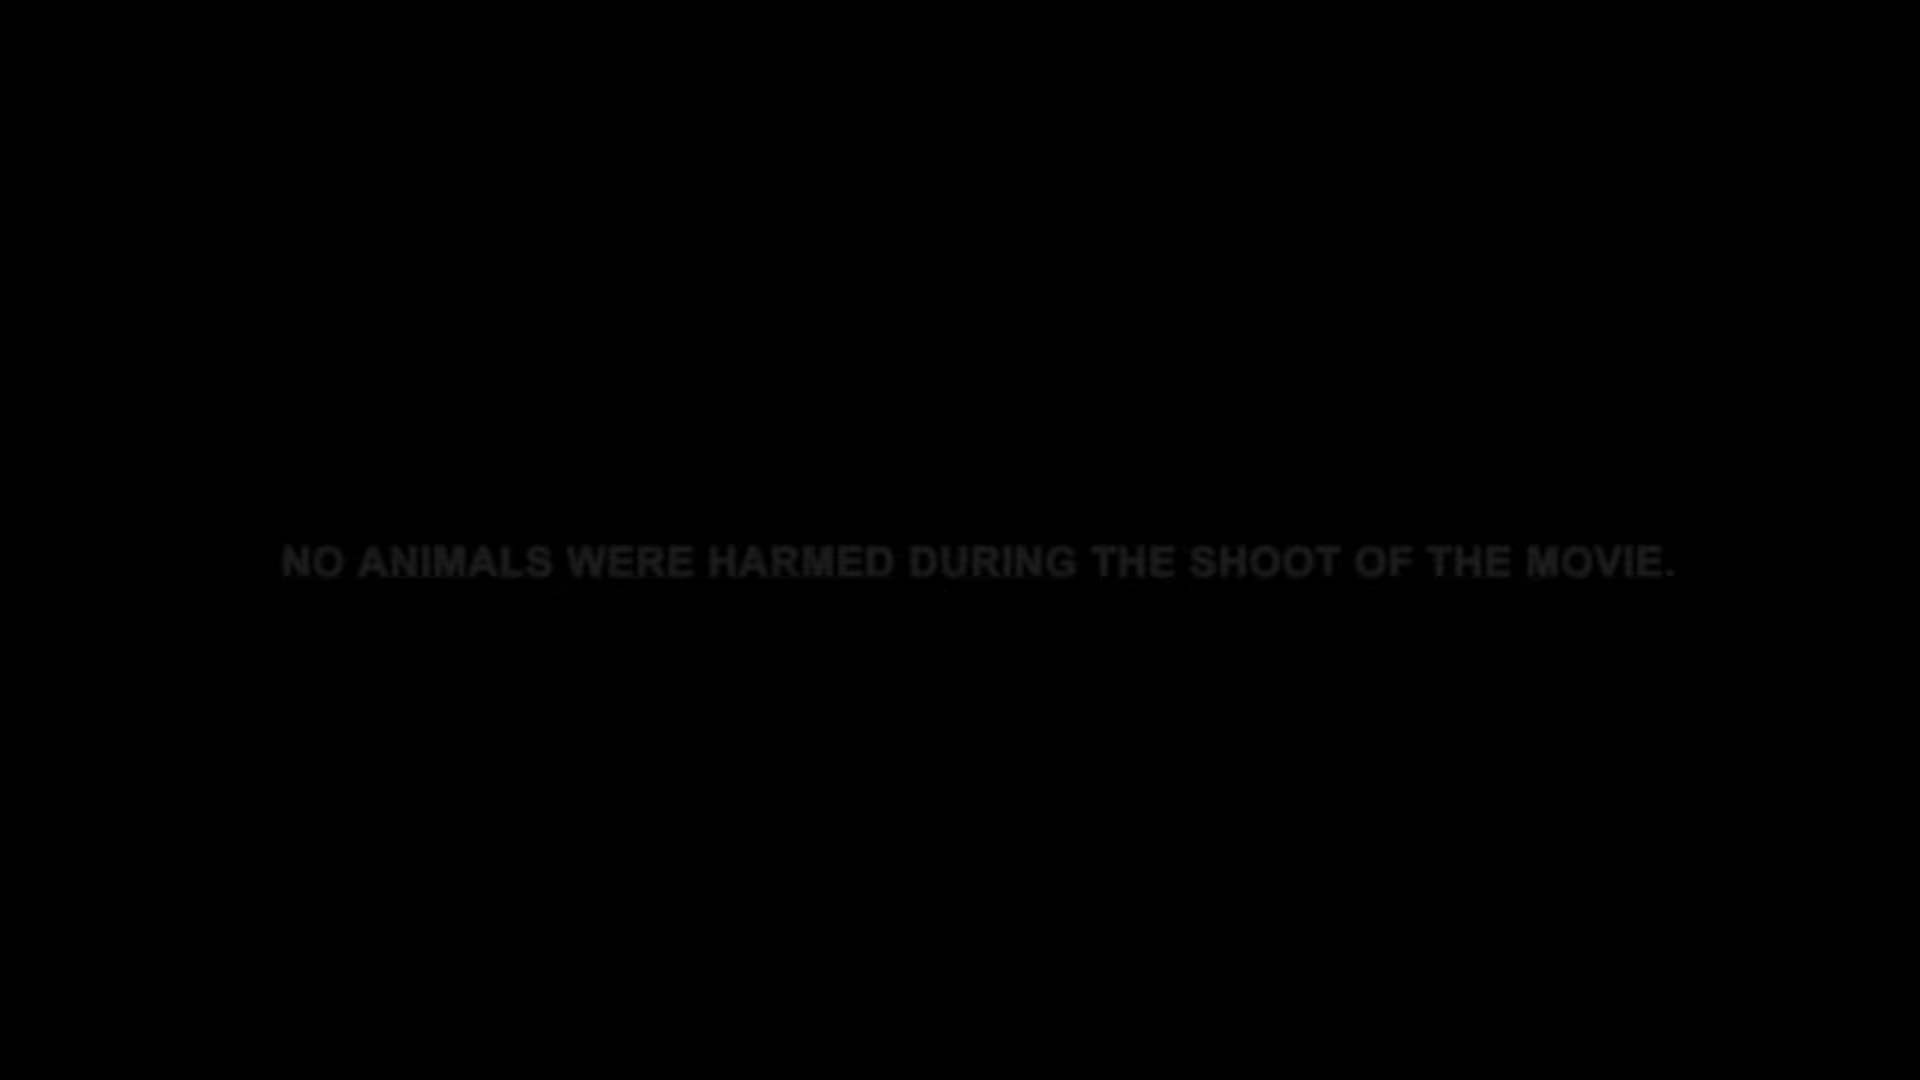 NO ANIMALS WERE HARMED DURING THE SHOOT OF THE MOVIE.